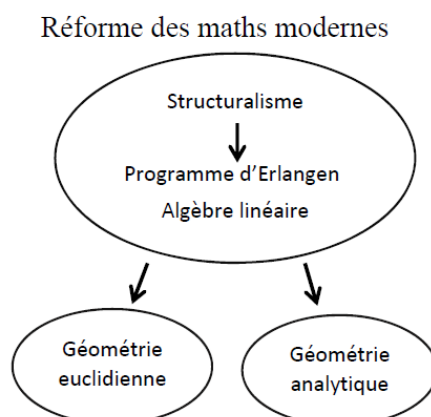 Réforme des maths modernes
Structuralisme
Programme d'Erlangen
Algèbre linéaire
Géométrie
euclidienne
Géométrie
analytique